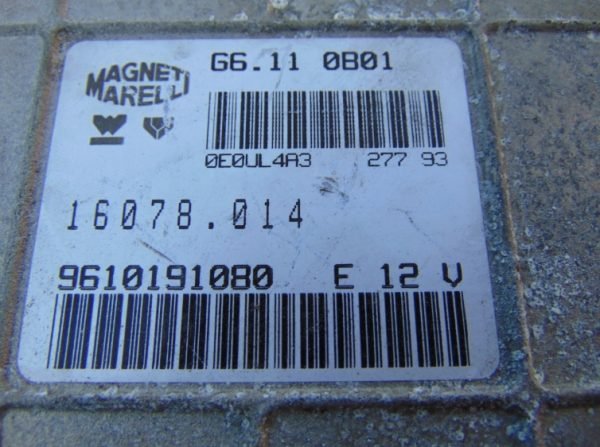 G6.11 0B01
MAGNETI
MARELLI
0E0UL4A3 277 93
16078.014
9610191080 E 12 V